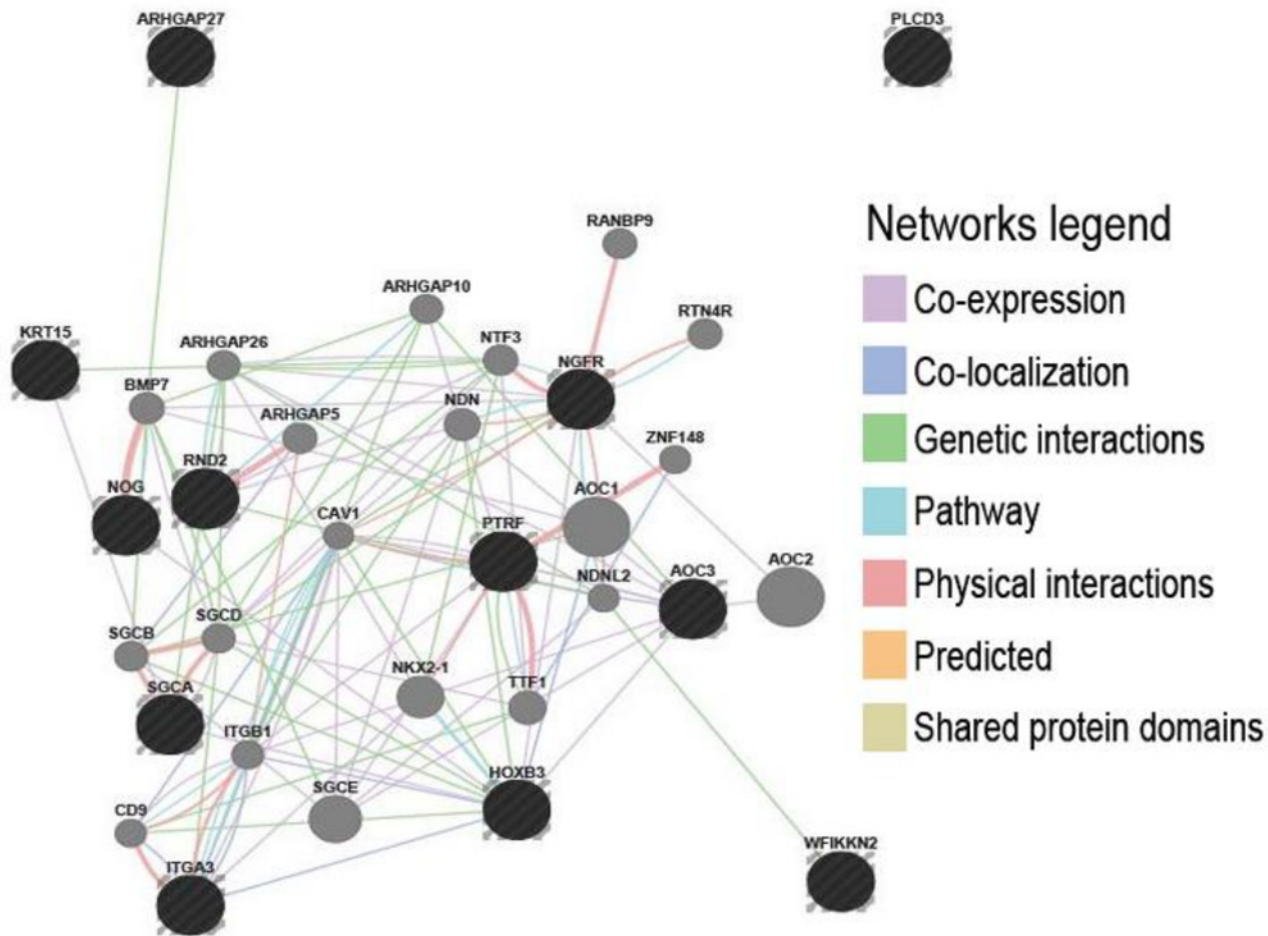 ARHGAP27
PLCD3
RANBP9
Networks legend
ARHGAP10
Co-expression
KRT15
ARHGAP26
NTF3
RTN4R
NGFR
Co-localization
BMP7
ARHGAP5
NDN
ZNF148
Genetic interactions
RND2
NOG
CAV1
PTRF
AOC1
Pathway
NDNL2
AOC3
AOC2
Physical interactions
SGCB
SGCD
SGCA
NKX2-1
TTF1
Predicted
ITGB1
Shared protein domains
SGCE
HOXB3
CD9
WFIKKN2
ITGA3